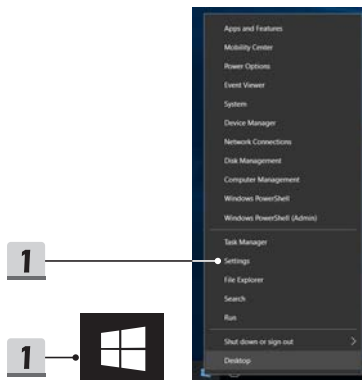 Apps and Features
Mobility Center
Power Options
Event Viewer
System
Device Manager
Network Connections
Disk Management
Computer Management
Windows PowerShell
Windows PowerShell (Admin)
Task Manager
1
Settings
File Explorer
Search
Run
1
Shut down or sign out
Desktop